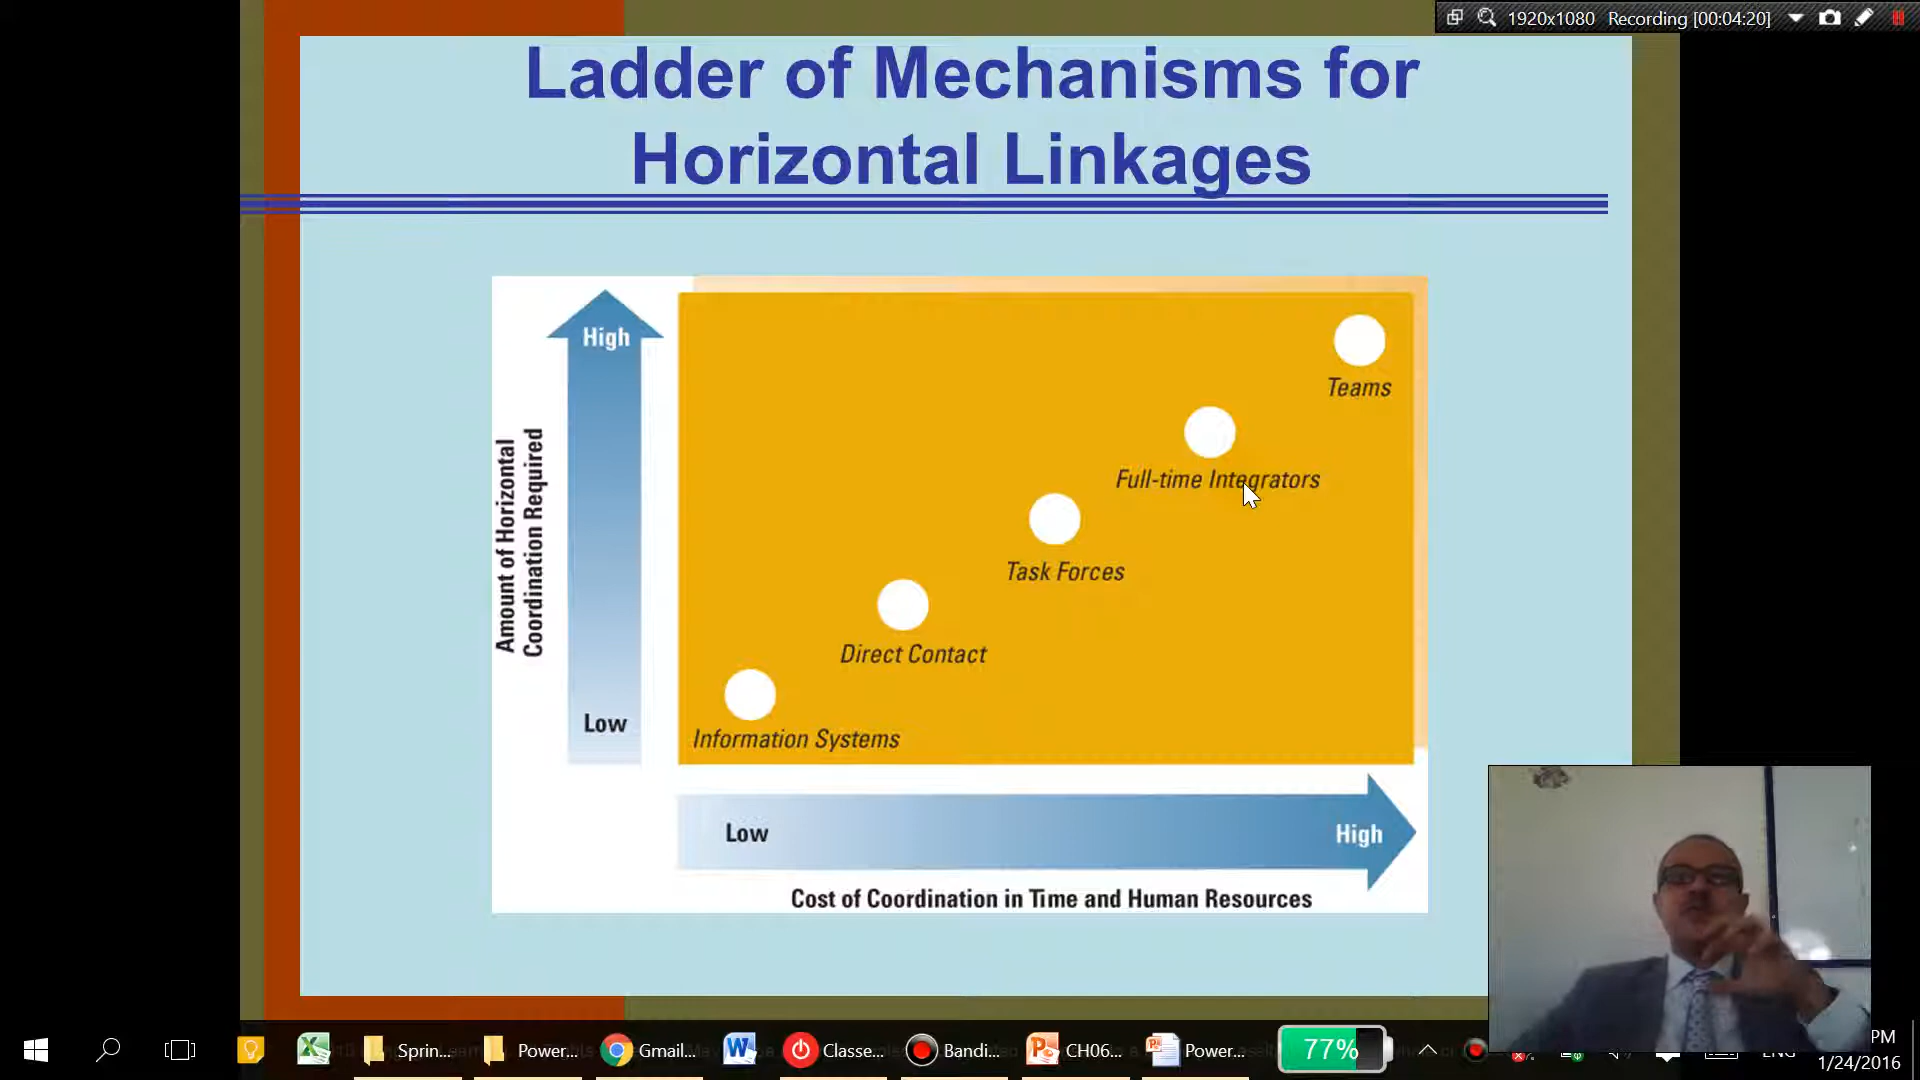 1920x1080 Recording [00:04:20]
Ladder of Mechanisms for
Horizontal Linkages
High
Teams
Full-time Integrators
Amount of Horizontal
Coordination Required
Task Forces
Direct Contact
Low
Information Systems
Low
High
Cost of Coordination in Time and Human Resources
Sprin...
Power...
Gmail...
Classe...
Bandi...
CH06...
Power...
77%
PM
1/24/2016